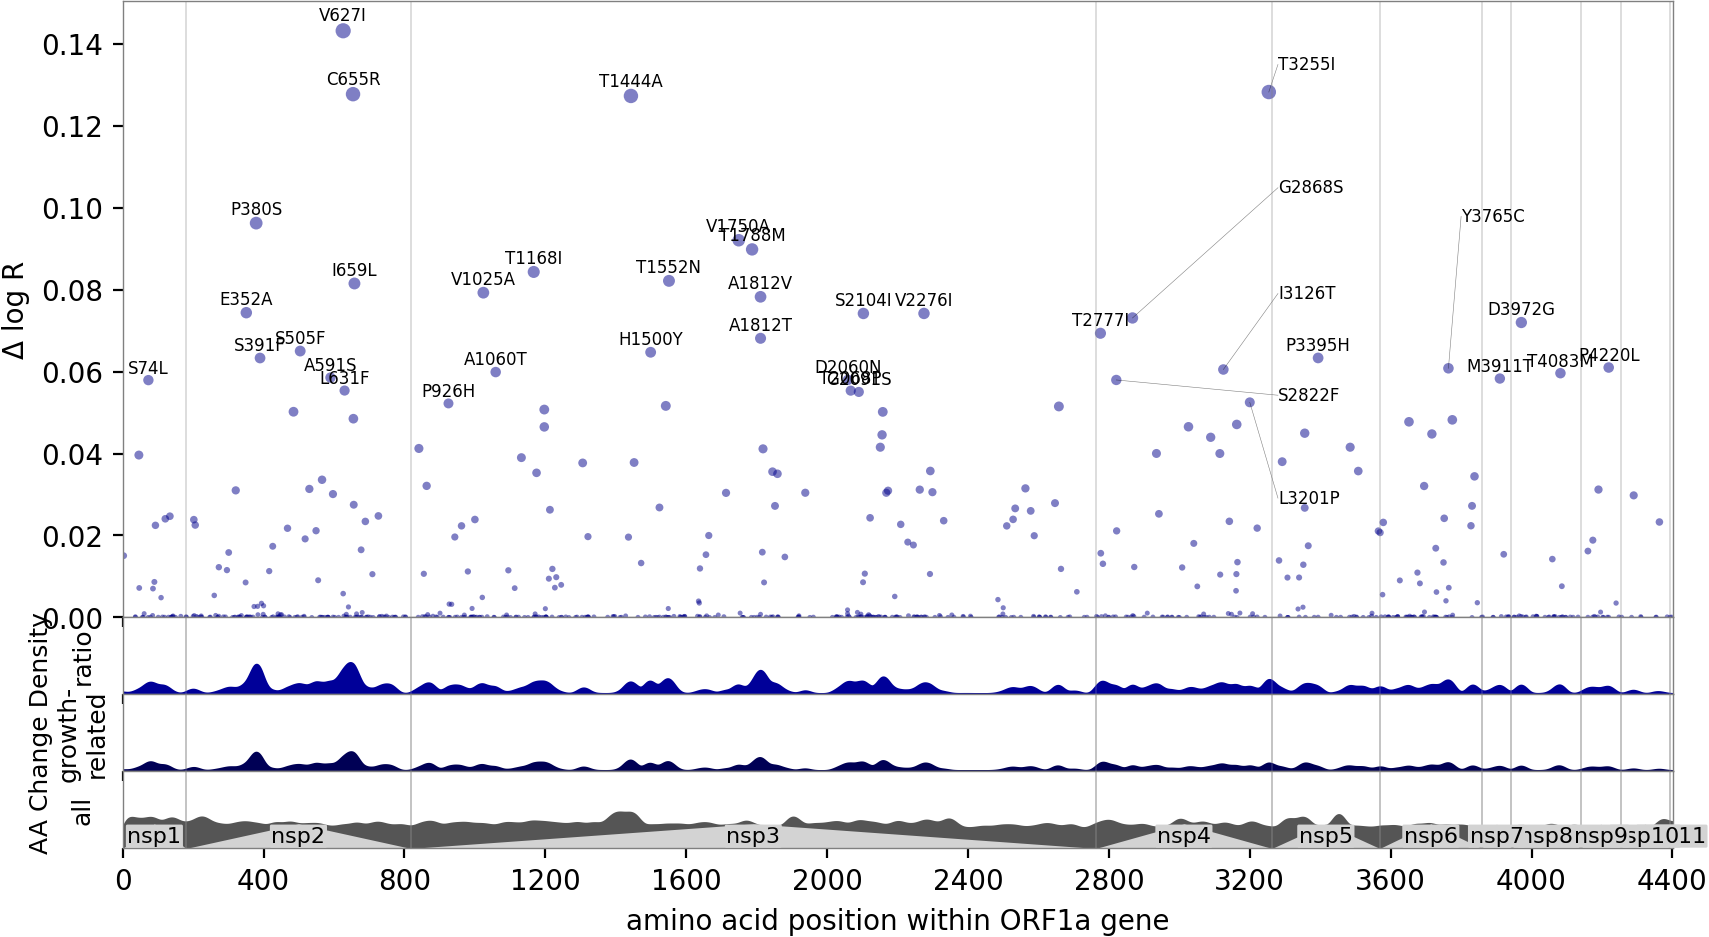 V627I
0.14
C655R
T1444A
T3255I
0.12
G2868S
P380S
0.10
Y3765C
V1750A
T1788M
T1168I
I659L
T1552N
V1025A
A1812V
I3126T
0.08
E352A
S2104I
V2276I
D3972G
T2777I
A1812T
S505F
H1500Y
S391F
P3395H
P4220L
A591S
A1060T
D2060N
M3911T
T4083M
S74L
0.06
L631F
G2091S
P926H
S2822F
0.04
L3201P
0.02
0.00
Δ log R
AA Change Density
ratio
growth-
related
all
nsp1
nsp2
nsp3
nsp4
nsp5
nsp6
nsp7
nsp8
nsp9
nsp1011
0 400 800 1200 1600 2000 2400 2800 3200 3600 4000 4400
amino acid position within ORF1a gene